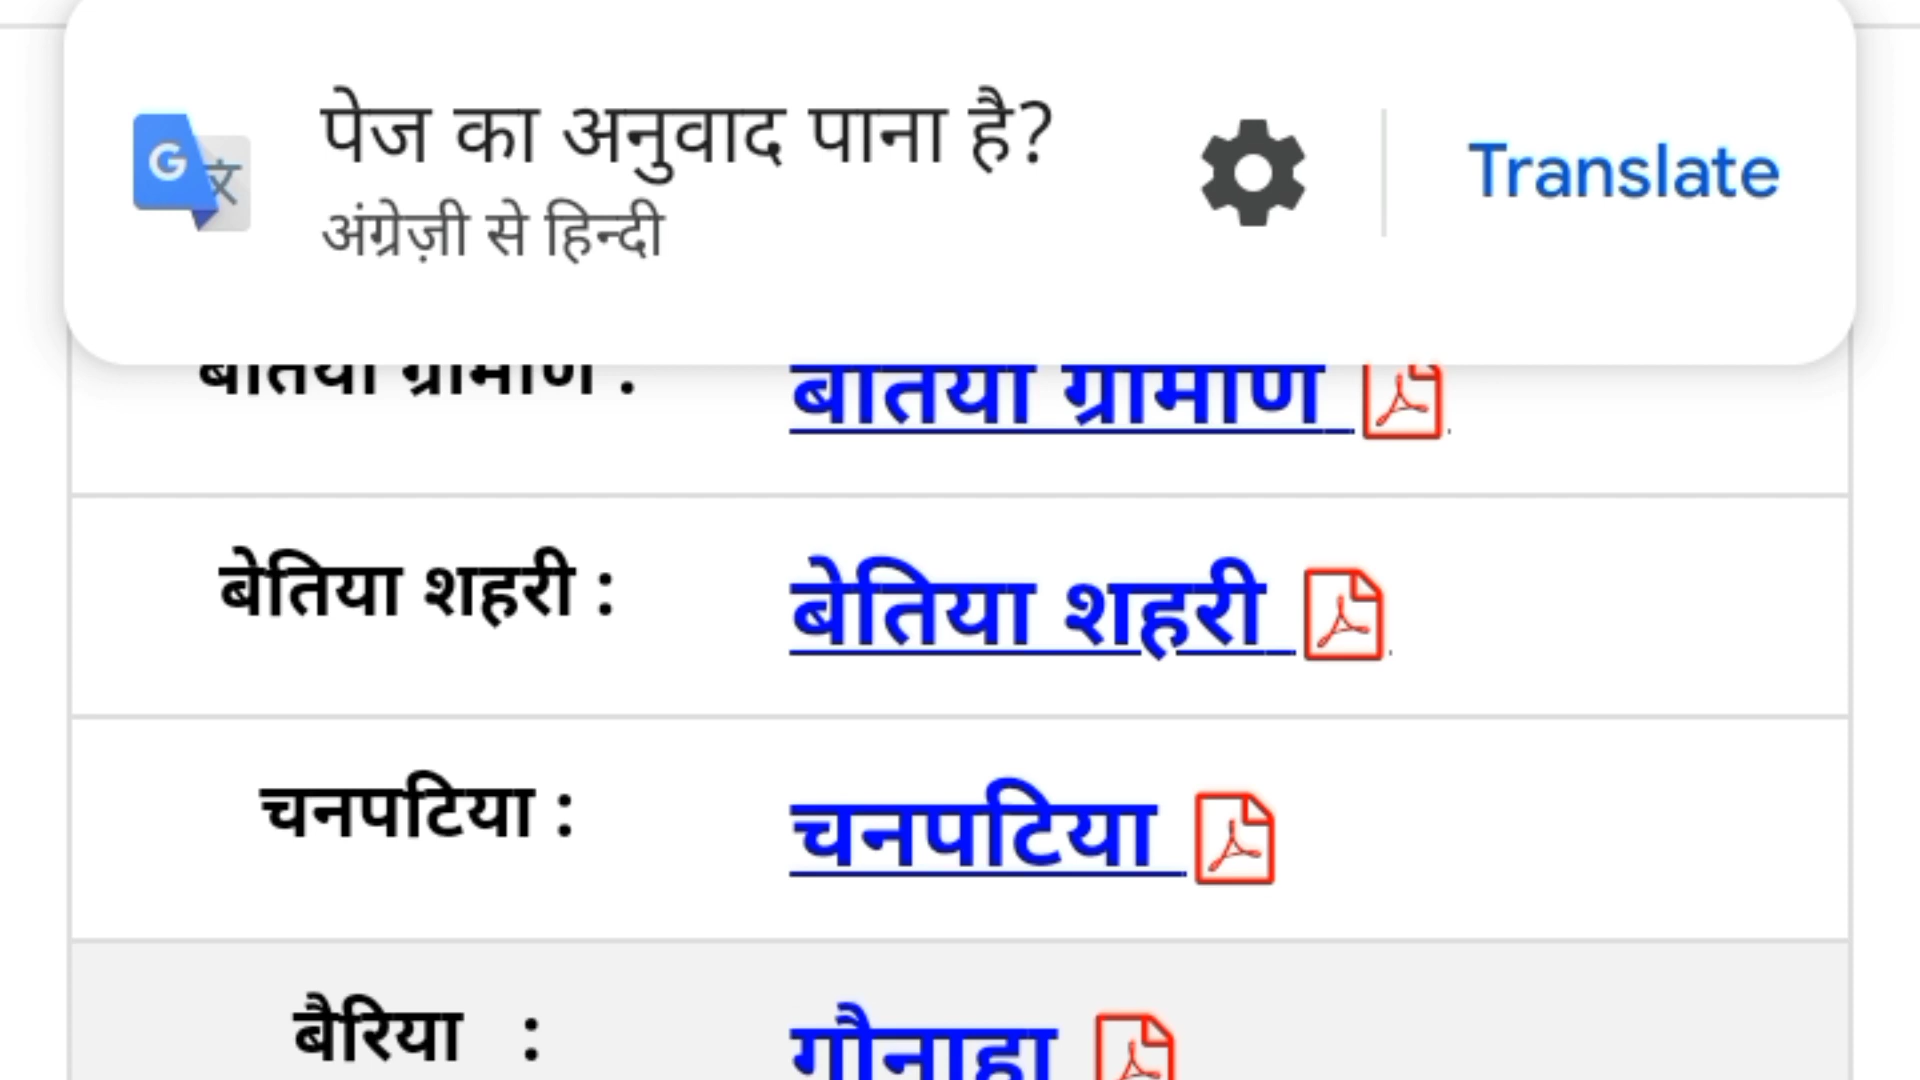 पेज का अनुवाद पाना है?
अंग्रेज़ी से हिन्दी
Translate
बेतिया शहरी : बेतिया शहरी
चनपटिया : चनपटिया
बैरिया : गौनाहा